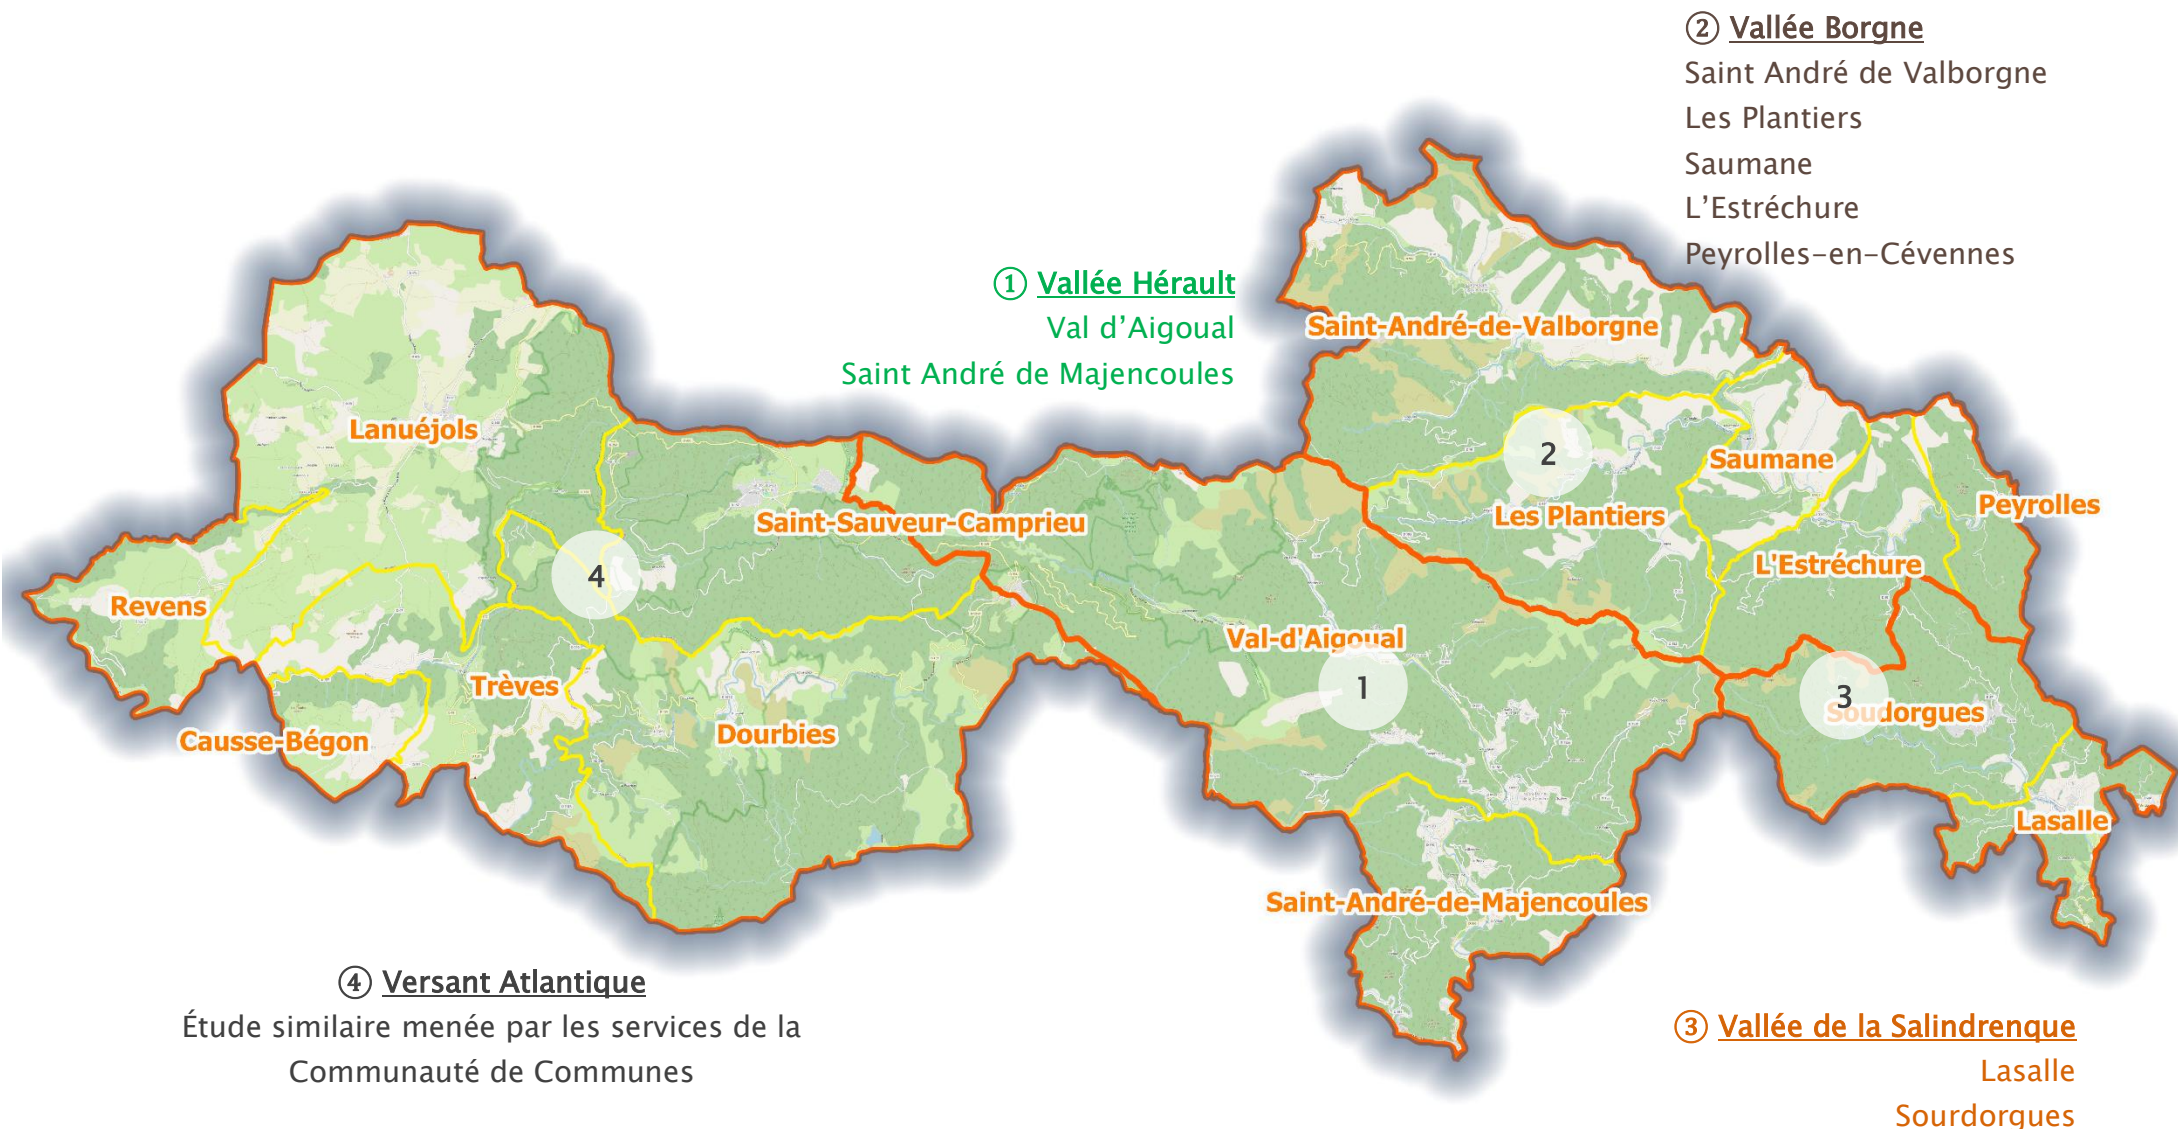 ② Vallée Borgne
Saint André de Valborgne
Les Plantiers
Saumane
L’Estréchure
Peyrolles-en-Cévennes
① Vallée Hérault
Val d’Aigoual
Saint André de Majencoules
Saint-André-de-Valborgne
Lanuéjols
2
Saumane
Peyrolles
Les Plantiers
Saint-Sauveur-Camprieu
L'Estréchure
4
Revens
Val-d'Aigoual
1
3
Soudorgues
Trèves
Dourbies
Causse-Bégon
Lasalle
Saint-André-de-Majencoules
④ Versant Atlantique
Étude similaire menée par les services de la
Communauté de Communes
③ Vallée de la Salindrenque
Lasalle
Sourdorgues